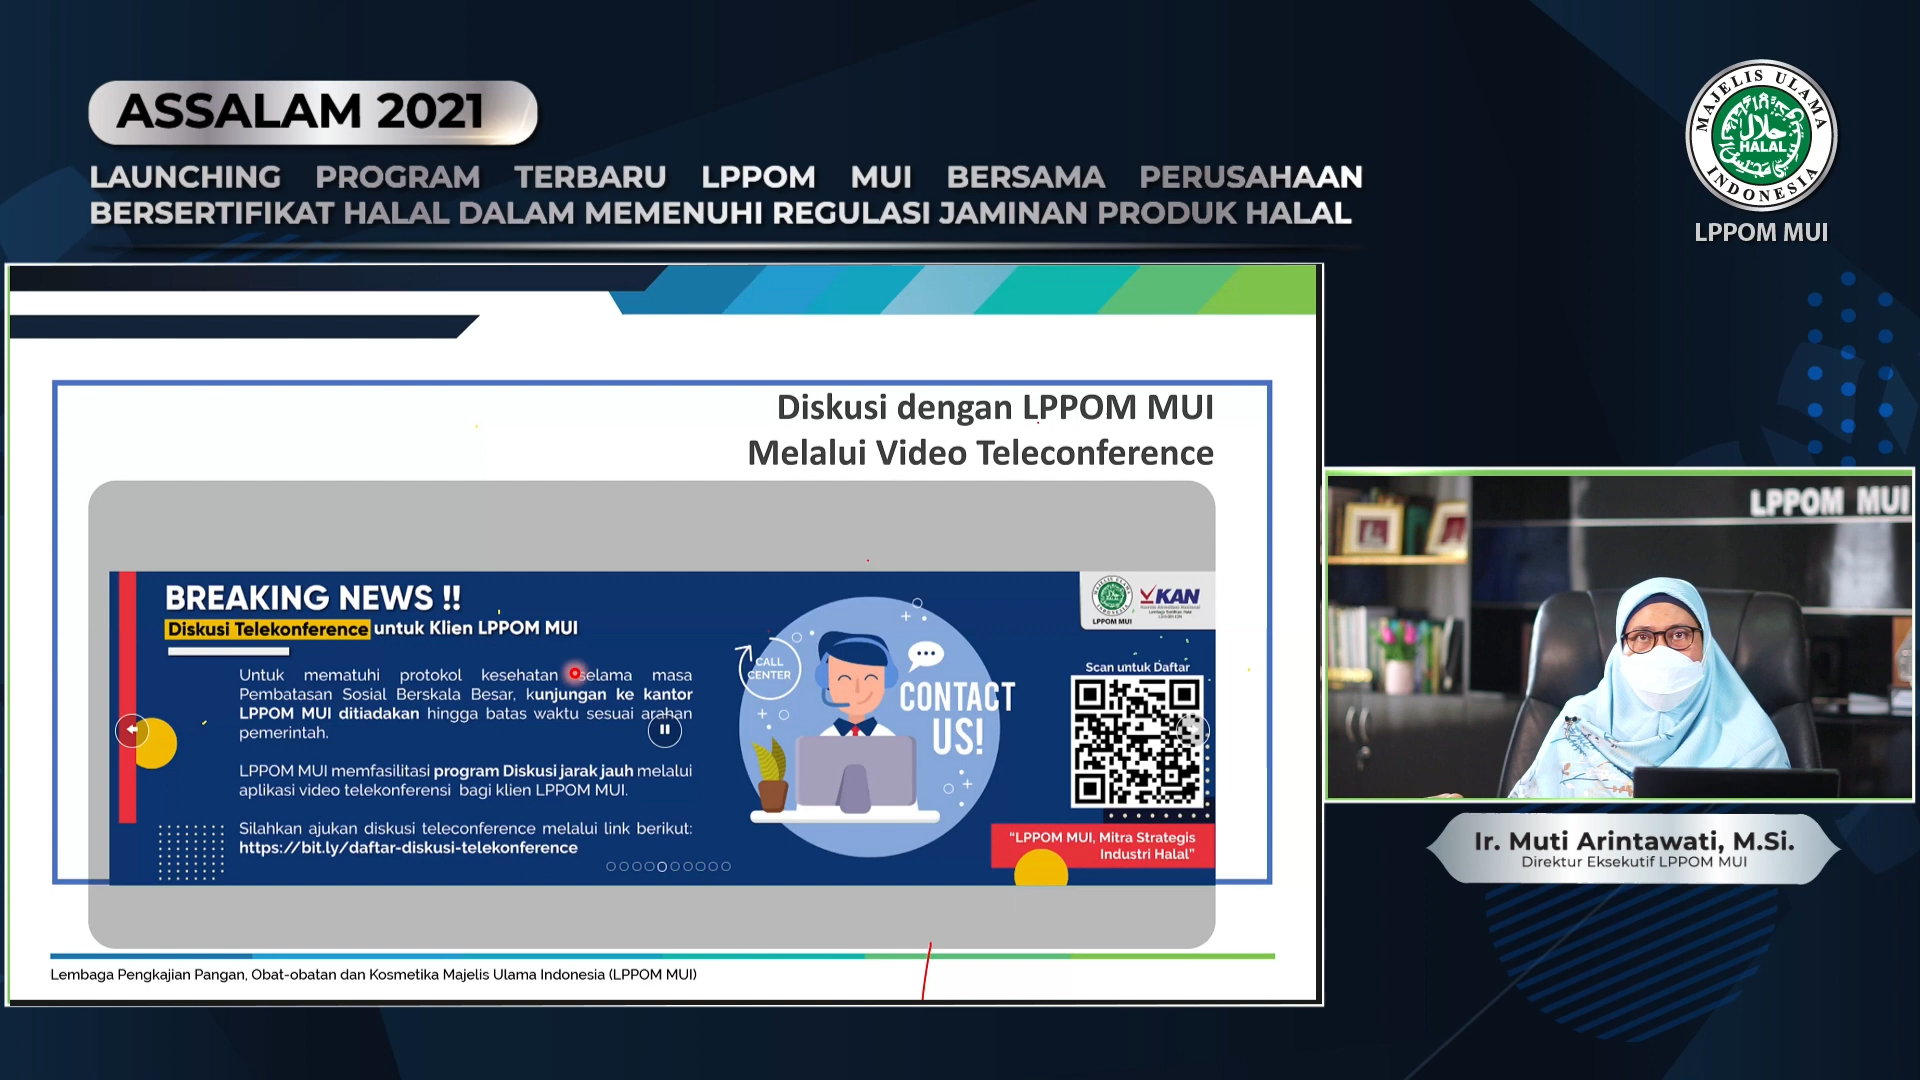 ASSALAM 2021
LAUNCHING PROGRAM TERBARU LPPOM MUI BERSAMA PERUSAHAAN
BERSERTIFIKAT HALAL DALAM MEMENUHI REGULASI JAMINAN PRODUK HALAL
MAJELIS ULAMA
حلال
HALAL
INDONESIA
LPPOM MUI
Diskusi dengan LPPOM MUI
Melalui Video Teleconference
BREAKING NEWS !!
Diskusi Telekonference untuk Klien LPPOM MUI
Untuk mematuhi protokol kesehatan selama masa
Pembatasan Sosial Berskala Besar, kunjungan ke kantor
LPPOM MUI ditiadakan hingga batas waktu sesuai arahan
pemerintah.
LPPOM MUI memfasilitasi program Diskusi jarak jauh melalui
aplikasi video telekonferensi bagi klien LPPOM MUI.
Silahkan ajukan diskusi teleconference melalui link berikut:
https://bit.ly/daftar-diskusi-telekonference
CALL
CENTER
CONTACT
US!
LPPOM MUI
KAN
Scan untuk Daftar
"LPPOM MUI, Mitra Strategis
Industri Halal"
Lembaga Pengkajian Pangan, Obat-obatan dan Kosmetika Majelis Ulama Indonesia (LPPOM MUI)
LPPOM MUI
Ir. Muti Arintawati, M.Si.
Direktur Eksekutif LPPOM MUI